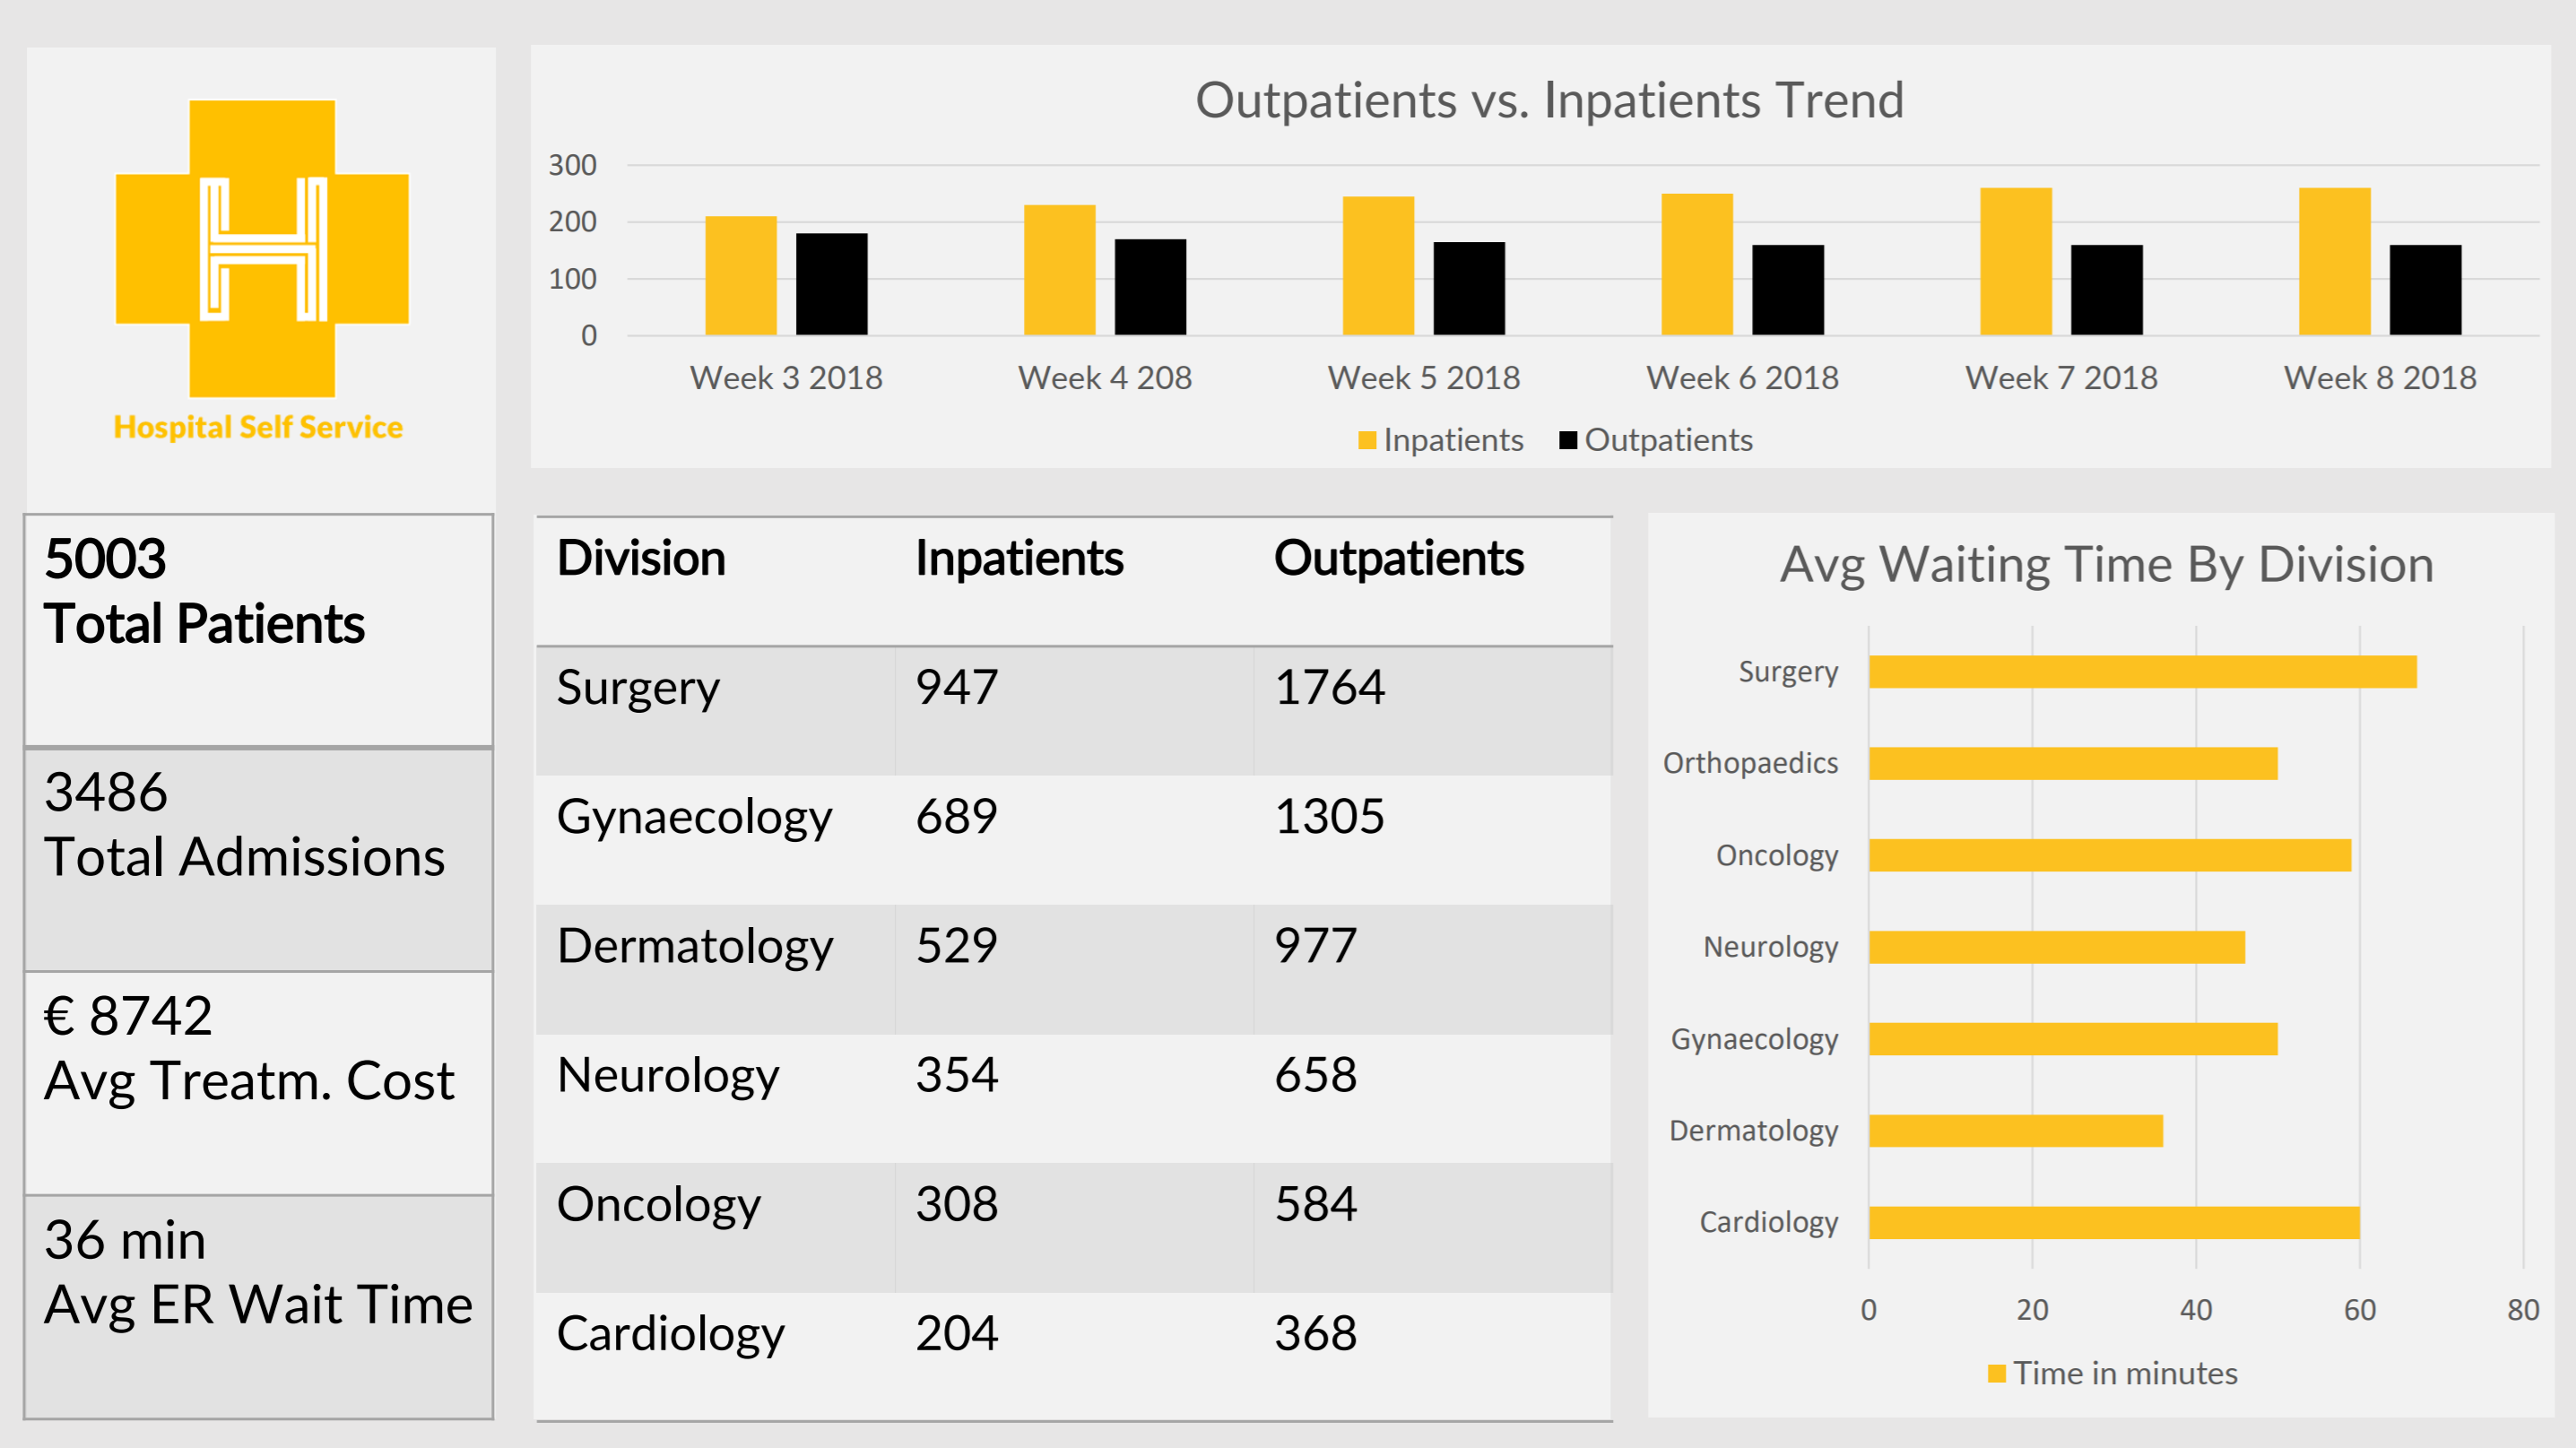 Hospital Self Service
Outpatients vs. Inpatients Trend
300
200
100
0
Week 3 2018 Week 4 208 Week 5 2018 Week 6 2018 Week 7 2018 Week 8 2018
Inpatients Outpatients
5003
Total Patients
3486
Total Admissions
€ 8742
Avg Treatm. Cost
36 min
Avg ER Wait Time
Division Inpatients Outpatients
Surgery 947 1764
Gynaecology 689 1305
Dermatology 529 977
Neurology 354 658
Oncology 308 584
Cardiology 204 368
Avg Waiting Time By Division
Surgery
Orthopaedics
Oncology
Neurology
Gynaecology
Dermatology
Cardiology
0 20 40 60 80
Time in minutes